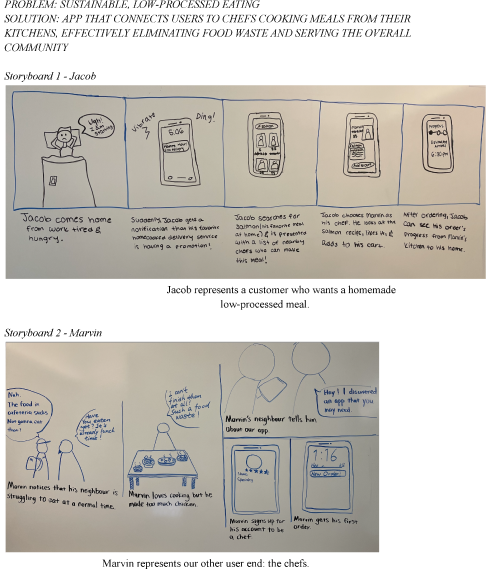 PROBLEM: SUSTAINABLE, LOW-PROCESSED EATING
SOLUTION: APP THAT CONNECTS USERS TO CHEFS COOKING MEALS FROM THEIR
KITCHENS, EFFECTIVELY ELIMINATING FOOD WASTE AND SERVING THE OVERALL
COMMUNITY
Storyboard 1 - Jacob
Ugh!
I am
Vibrate
Ding!
5:06
6:30 PM
Jacob comes home
from work tired &
hungry.
Suddenly, Jacob gets a
notification that his favorite
homecooked delivery service
is having a promotion!
Jacob searches for
Salmon (his favorite meal
at home) & is presented
with a list of nearby
chefs who can make
this meal!
Jacob chooses Marvin as
his chef. He looks at the
salmon recipe, likes it &
adds to his cart.
After ordering, Jacob
can see his order's
progress from Marvin's
kitchen to his home.
Jacob represents a customer who wants a homemade
low-processed meal.
Storyboard 2 - Marvin
Nah.
The food in
cafeteria sucks
Not gonna eat
them!
Have
you eaten
yet? It's
already lunch
time!
Marvin notices that his neighbour is
struggling to eat at a normal time.
I can't
finish them
at all!
Such a food
waste!
Marvin loves cooking but he
made too much chicken.
Hey! I discovered
an app that you
may need.
Marvin's neighbour tells him
about our app.
Marvin signs up for
his account to be
a chef.
1:16
New Order!
Marvin gets his first
order.
Marvin represents our other user end: the chefs.